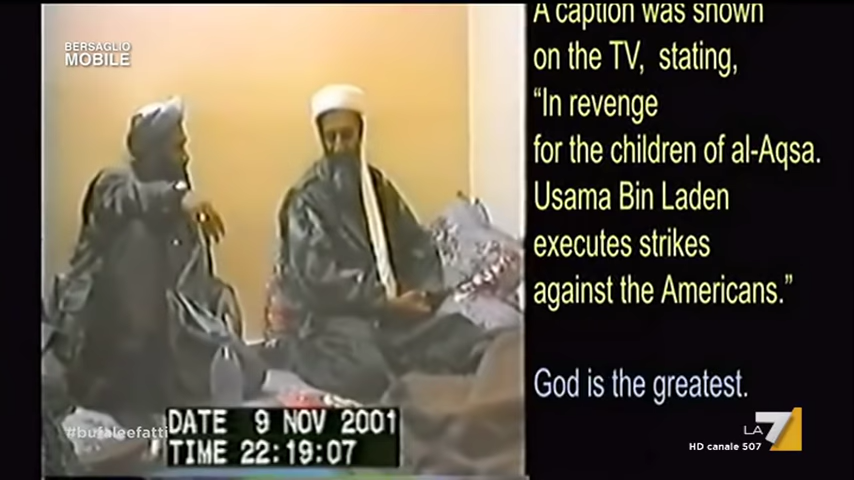 BERSAGLIO
MOBILE
A caption was shown
on the TV, stating,
“In revenge
for the children of al-Aqsa.
Usama Bin Laden
executes strikes
against the Americans.”
God is the greatest.
#bufaleefatti
DATE 9 NOV 2001
TIME 22:19:07
LA 7
HD canale 507